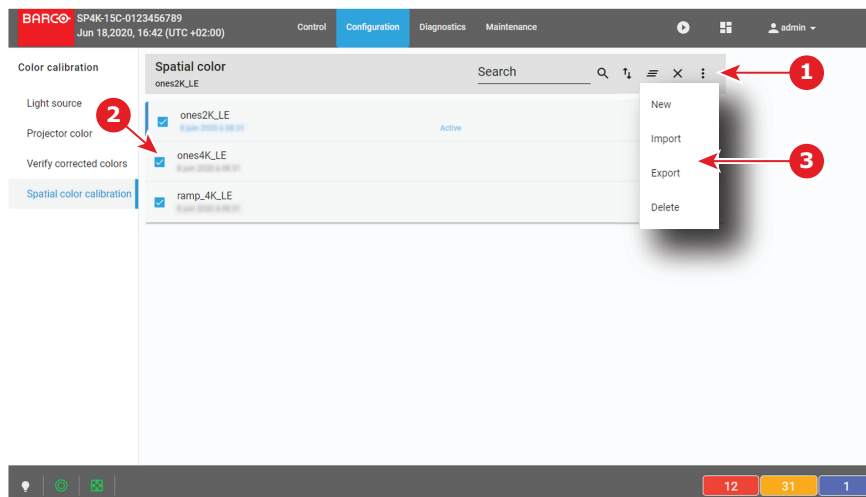 BARCO SP4K-15C-0123456789
Jun 18,2020, 16:42 (UTC +02:00)
Control Configuration Diagnostics Maintenance admin
Color calibration
Light source
Projector color
Verify corrected colors
Spatial color calibration
Spatial color
ones2K_LE
Search
1
2
ones2K_LE
Active
ones4K_LE
ramp_4K_LE
New
Import
Export
Delete
3
12 31 1